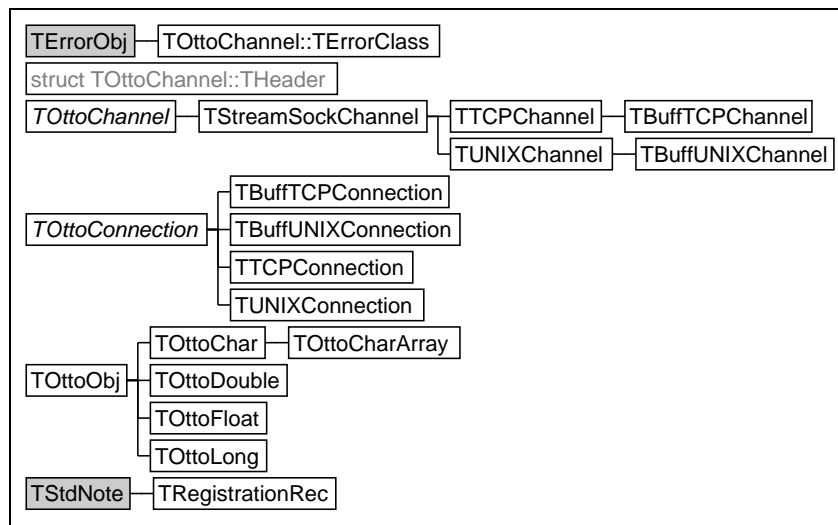 TErrorObj TOttoChannel::TErrorClass
struct TOttoChannel::THeader
TOttoChannel TStreamSockChannel TTCPChannel TBuffTCPChannel
TUNIXChannel TBuffUNIXChannel
TBuffTCPConnection
TOttoConnection TBuffUNIXConnection
TTCPConnection
TUNIXConnection
TOttoChar TOttoCharArray
TOttoObj TOttoDouble
TOttoFloat
TOttoLong
TStdNote TRegistrationRec